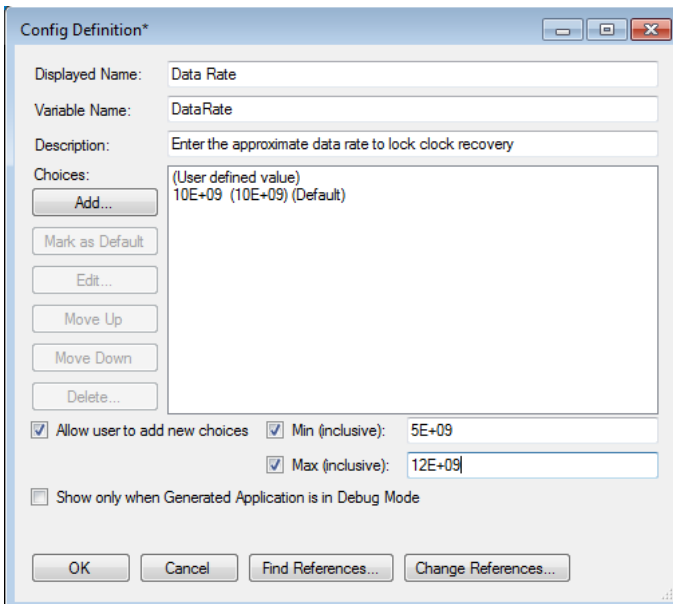 Config Definition*
Displayed Name: Data Rate
Variable Name: DataRate
Description: Enter the approximate data rate to lock clock recovery
Choices:
(User defined value)
10E+09 (10E+09) (Default)
Add...
Mark as Default
Edit...
Move Up
Move Down
Delete...
Allow user to add new choices Min (inclusive): 5E+09
Max (inclusive): 12E+09
Show only when Generated Application is in Debug Mode
OK Cancel Find References... Change References...